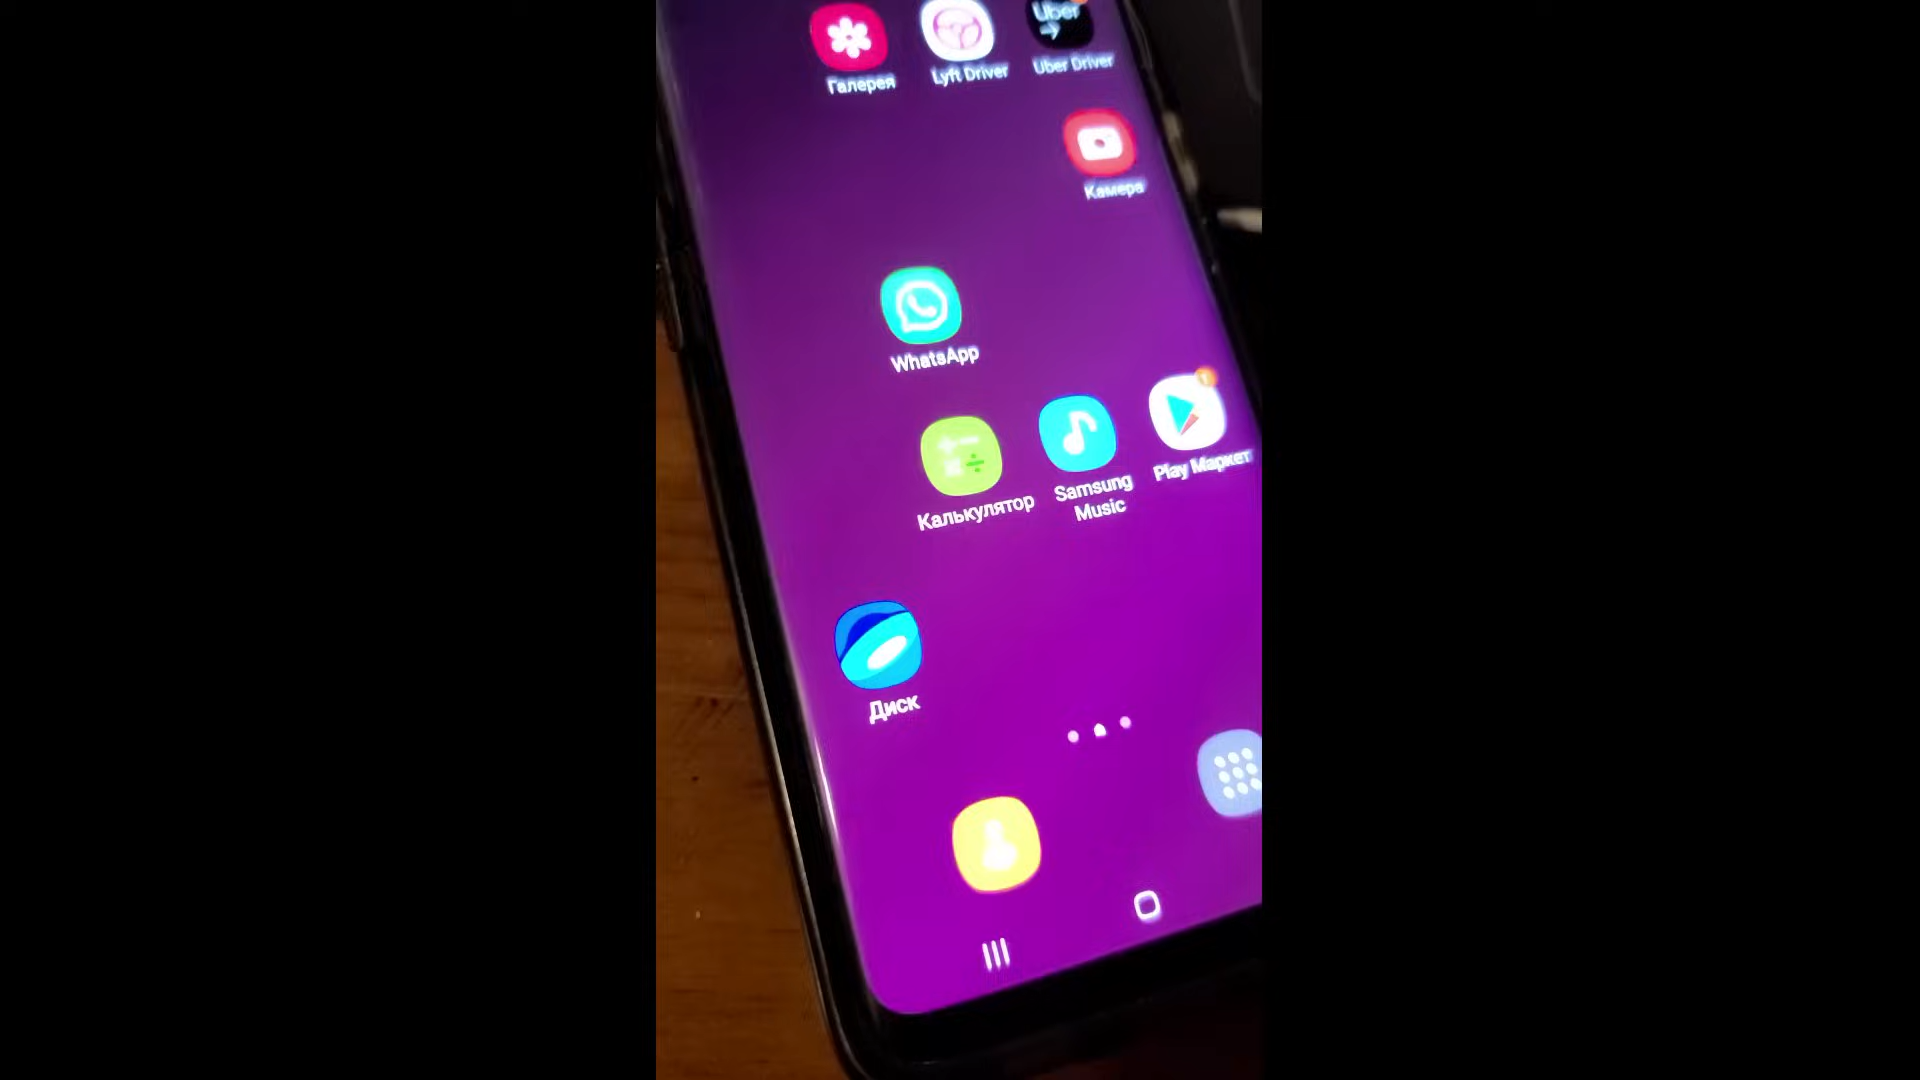 Uber
Галерея
Lyft Driver
Uber Driver
Камера
WhatsApp
Калькулятор
Samsung
Music
Play Маркет
Диск